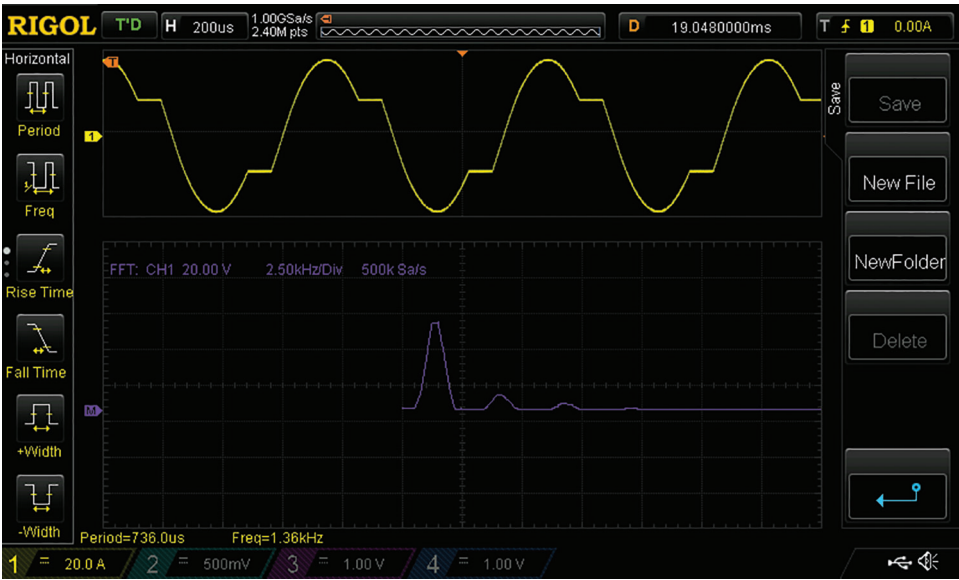 RIGOL T'D H 200us 1.00GSa/s D 19.0480000ms T 1 0.00A
2.40M pts
Horizontal
T
Save
Save
Period
1
New File
Freq
FFT: CH1 20.00 V 2.50kHz/Div 500k Sa/s
NewFolder
Rise Time
Delete
Fall Time
M
+Width
-Width
Period=736.0us Freq=1.36kHz
1 = 20.0 A 2 = 500mV 3 = 1.00 V 4 = 1.00 V